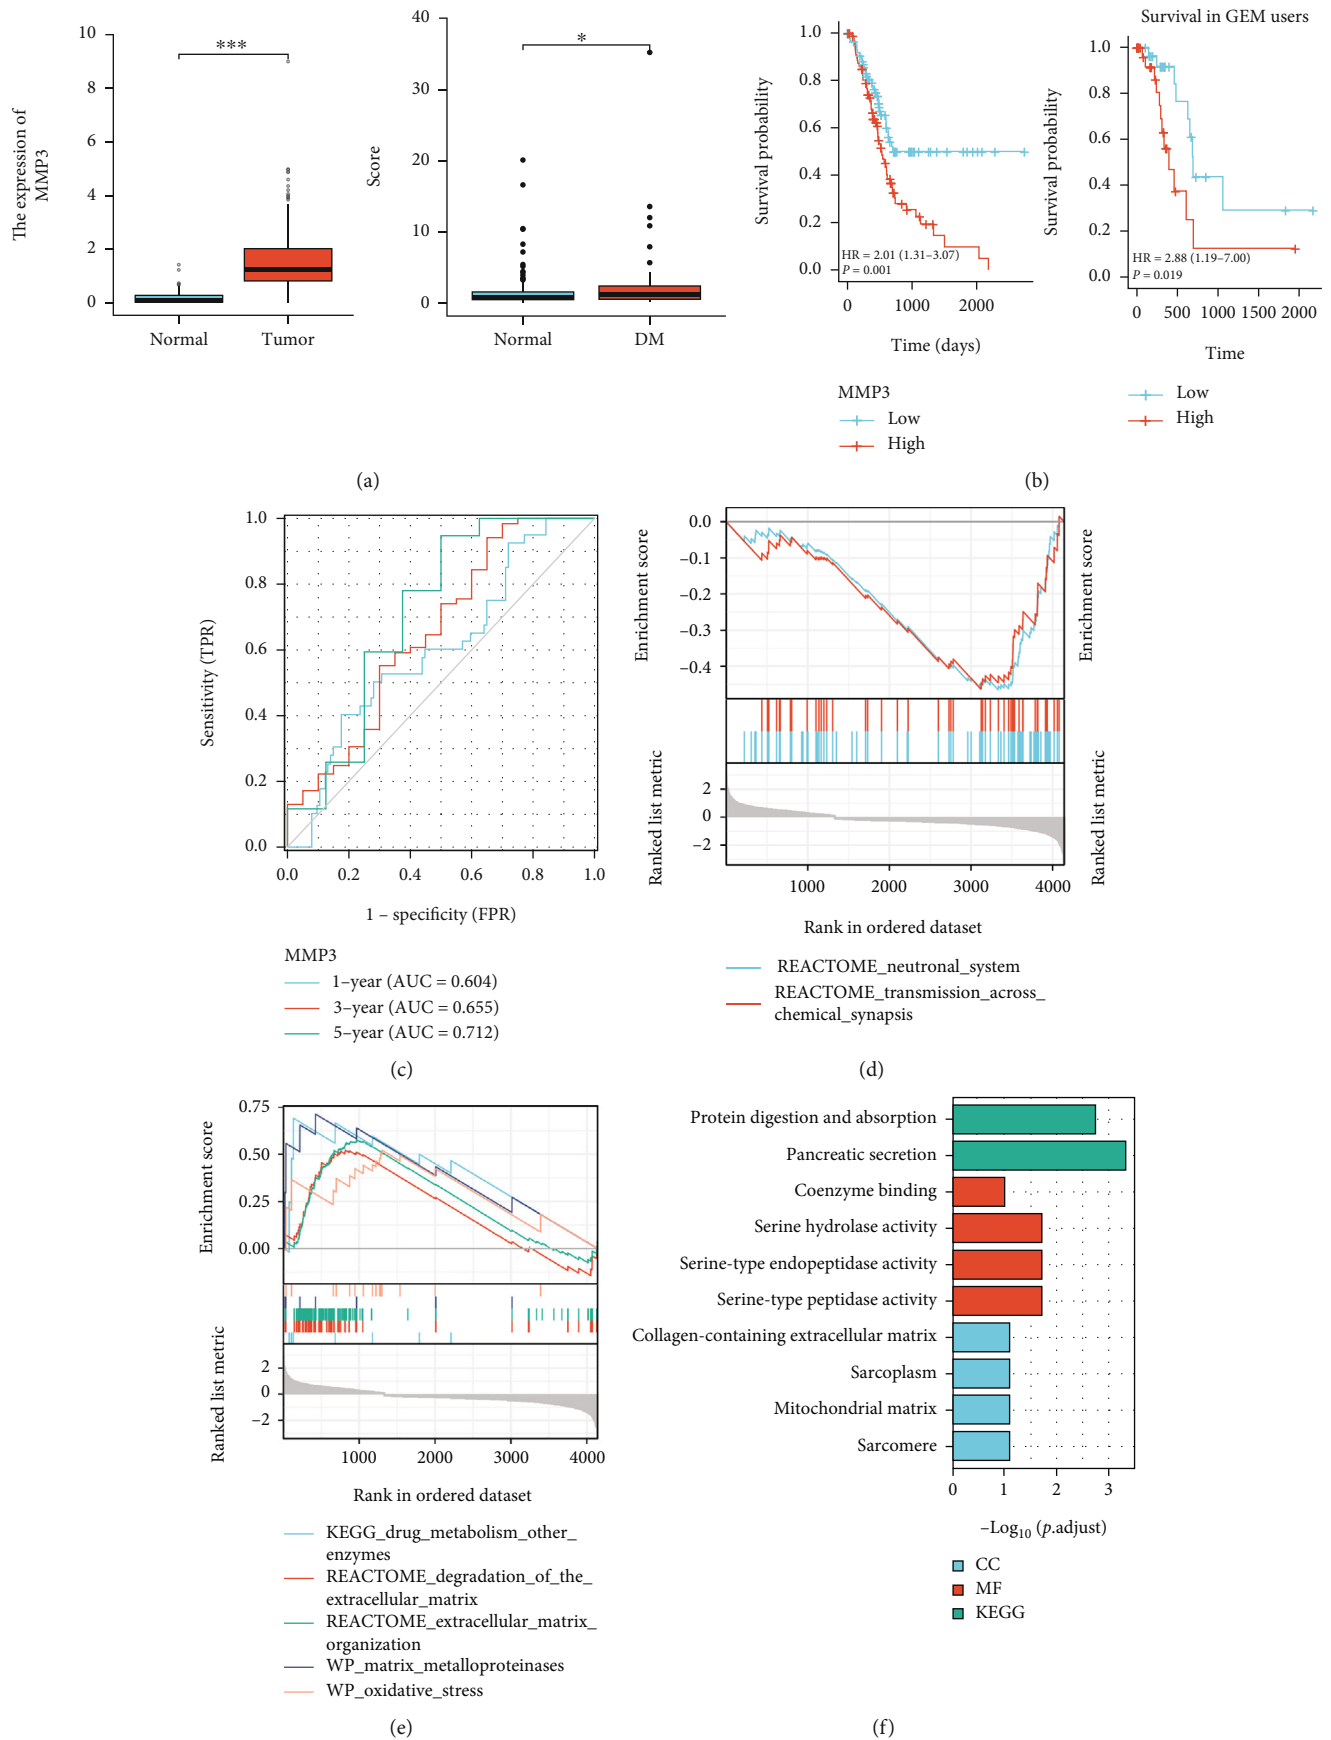 10
8
6
4
2
0
The expression of
MMP3
***
Normal
Tumor
40
30
20
10
0
Score
*
Normal
DM
(a)
1.0
0.8
0.6
0.4
0.2
0.0
Survival probability
HR = 2.01 (1.31–3.07)
P = 0.001
0
1000
2000
Time (days)
MMP3
Low
High
Survival in GEM users
1.0
0.8
0.6
0.4
0.2
0.0
Survival probability
HR = 2.88 (1.19–7.00)
P = 0.019
0
500
1000
1500
2000
Time
Low
High
(b)
1.0
0.8
0.6
0.4
0.2
0.0
Sensitivity (TPR)
0.0
0.2
0.4
0.6
0.8
1.0
1 – specificity (FPR)
MMP3
1–year (AUC = 0.604)
3–year (AUC = 0.655)
5–year (AUC = 0.712)
(c)
0.0
–0.1
–0.2
–0.3
–0.4
Enrichment score
Enrichment score
2
0
–2
Ranked list metric
Ranked list metric
1000
2000
3000
4000
Rank in ordered dataset
REACTOME_neutronal_system
REACTOME_transmission_across_
chemical_synapsis
(d)
0.75
0.50
0.25
0.00
Enrichment score
2
0
–2
Ranked list metric
1000
2000
3000
4000
Rank in ordered dataset
KEGG_drug_metabolism_other_
enzymes
REACTOME_degradation_of_the_
extracellular_matrix
REACTOME_extracellular_matrix_
organization
WP_matrix_metalloproteinases
WP_oxidative_stress
(e)
Protein digestion and absorption
Pancreatic secretion
Coenzyme binding
Serine hydrolase activity
Serine-type endopeptidase activity
Serine-type peptidase activity
Collagen-containing extracellular matrix
Sarcoplasm
Mitochondrial matrix
Sarcomere
0
1
2
3
–Log10 (p.adjust)
CC
MF
KEGG
(f)